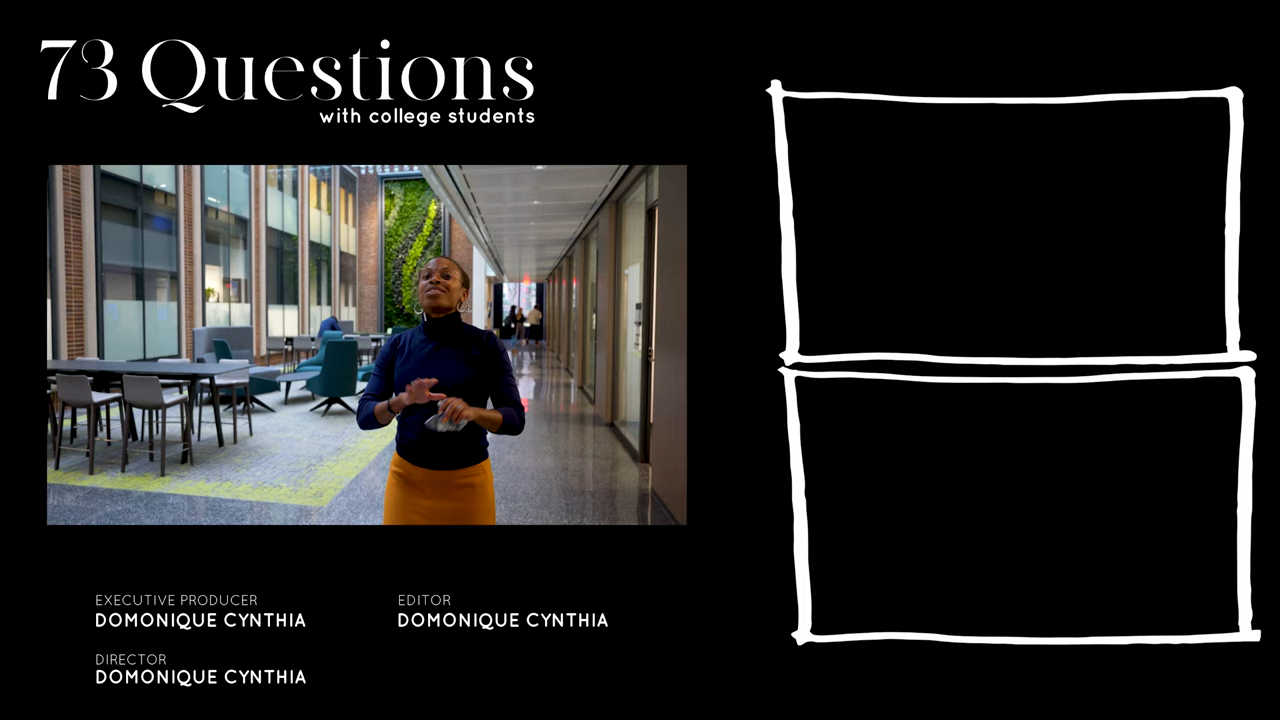 73 Questions
with college students
EXECUTIVE PRODUCER
DOMONIQUE CYNTHIA
EDITOR
DOMONIQUE CYNTHIA
DIRECTOR
DOMONIQUE CYNTHIA